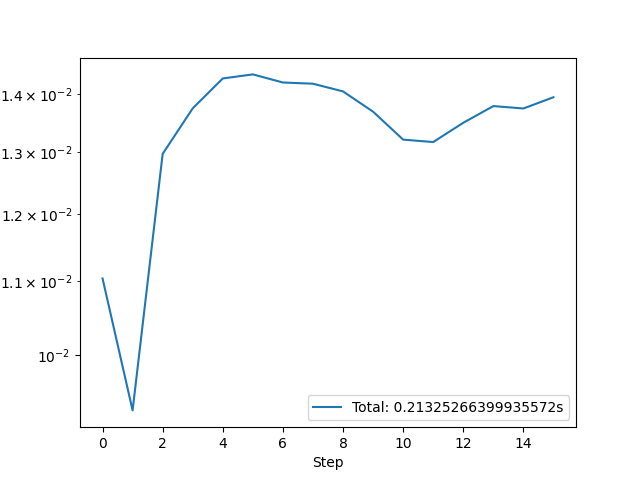 1.4 × 10⁻²
1.3 × 10⁻²
1.2 × 10⁻²
1.1 × 10⁻²
10⁻²
Total: 0.21325266399935572s
0 2 4 6 8 10 12 14
Step